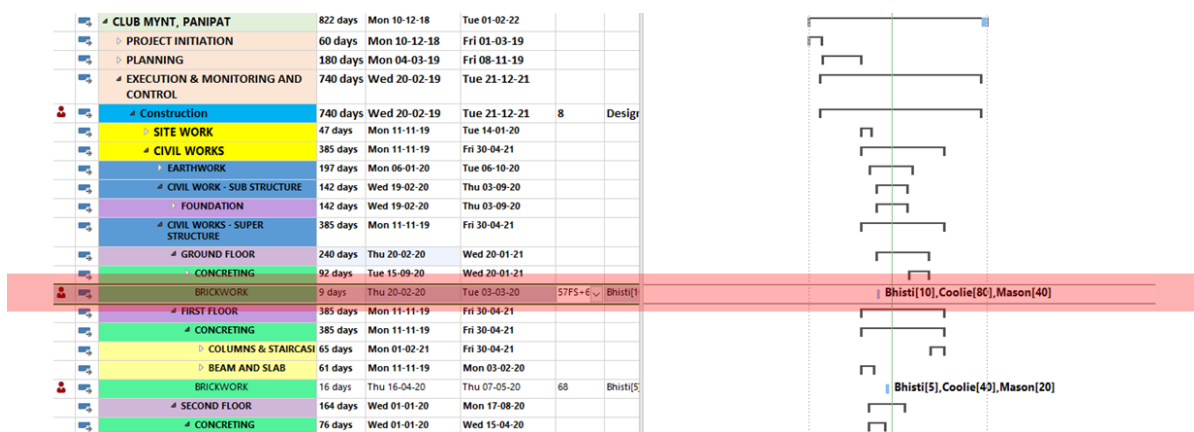 CLUB MYNT, PANIPAT 822 days Mon 10-12-18 Tue 01-02-22
PROJECT INITIATION 60 days Mon 10-12-18 Fri 01-03-19
PLANNING 180 days Mon 04-03-19 Fri 08-11-19
EXECUTION & MONITORING AND 740 days Wed 20-02-19 Tue 21-12-21
CONTROL
Construction 740 days Wed 20-02-19 Tue 21-12-21 8 Design
SITE WORK 47 days Mon 11-11-19 Tue 14-01-20
CIVIL WORKS 385 days Mon 11-11-19 Fri 30-04-21
EARTHWORK 197 days Mon 06-01-20 Tue 06-10-20
CIVIL WORK - SUB STRUCTURE 142 days Wed 19-02-20 Thu 03-09-20
FOUNDATION 142 days Wed 19-02-20 Thu 03-09-20
CIVIL WORKS - SUPER 385 days Mon 11-11-19 Fri 30-04-21
STRUCTURE
GROUND FLOOR 240 days Thu 20-02-20 Wed 20-01-21
CONCRETING 92 days Tue 15-09-20 Wed 20-01-21
BRICKWORK 9 days Thu 20-02-20 Tue 03-03-20 57FS+6 Bhisti[1 Bhisti[10],Coolie[80],Mason[40]
FIRST FLOOR 385 days Mon 11-11-19 Fri 30-04-21
CONCRETING 385 days Mon 11-11-19 Fri 30-04-21
COLUMNS & STAIRCASI 65 days Mon 01-02-21 Fri 30-04-21
BEAM AND SLAB 61 days Mon 11-11-19 Mon 03-02-20
BRICKWORK 16 days Thu 16-04-20 Thu 07-05-20 68 Bhisti[5] Bhisti[5],Coolie[40],Mason[20]
SECOND FLOOR 164 days Wed 01-01-20 Mon 17-08-20
CONCRETING 76 days Wed 01-01-20 Wed 15-04-20